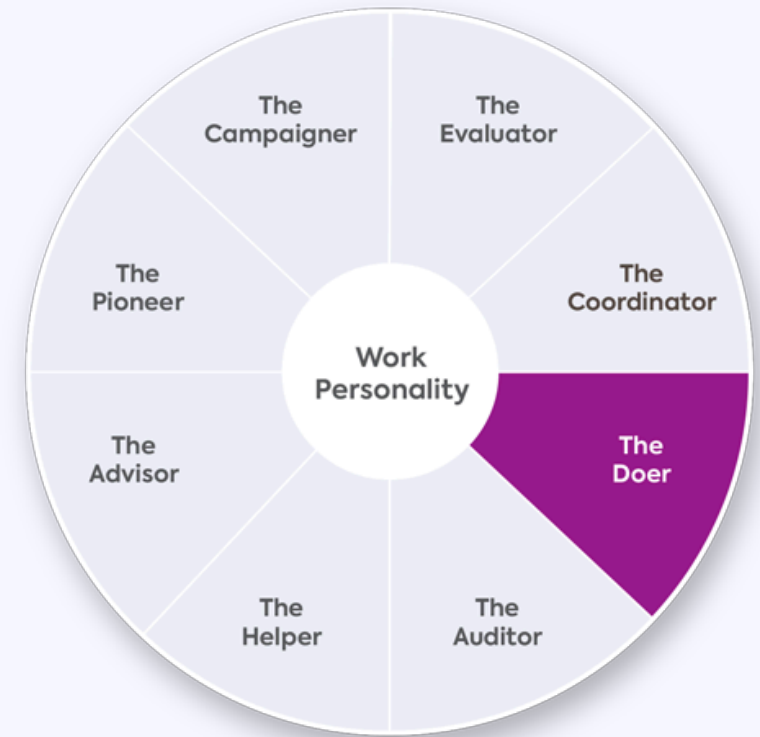 The
Campaigner
The
Evaluator
The
Pioneer
The
Coordinator
Work
Personality
The
Advisor
The
Doer
The
Helper
The
Auditor